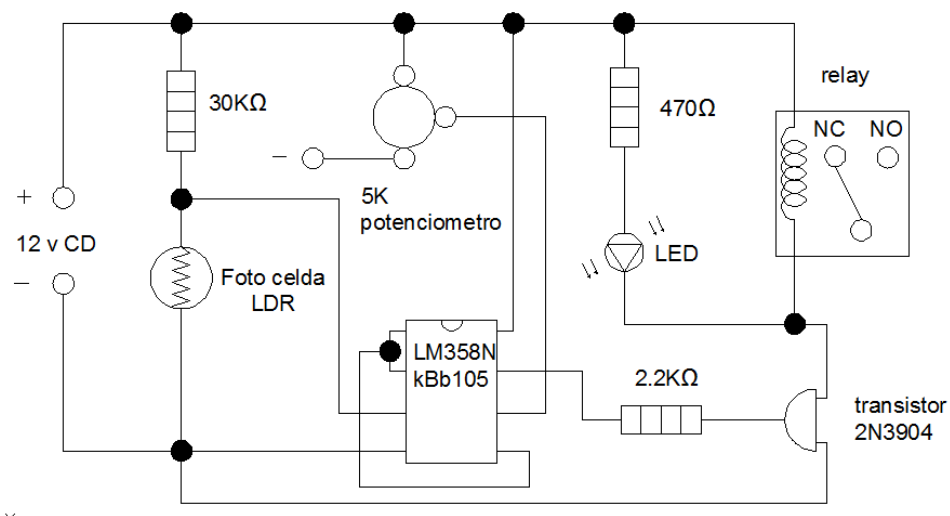 30KΩ
470Ω
relay
NC NO
+
12 v CD
−
−
5K
potenciometro
Foto celda
LDR
LED
LM358N
kBb105
2.2KΩ
transistor
2N3904